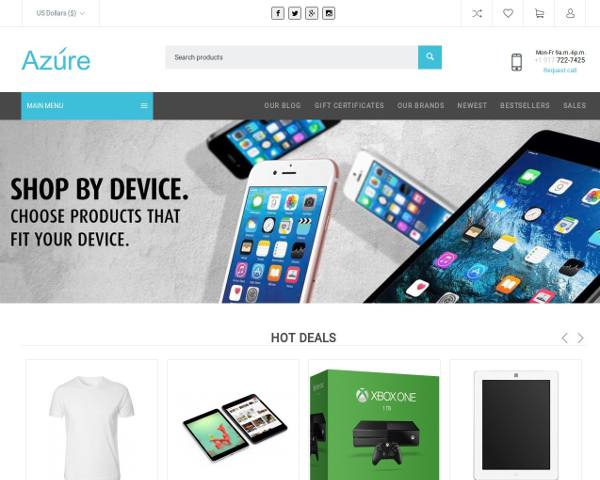 US Dollars ($)
Azúre
Search products
Mon-Fr 9a.m.-6p.m.
+1 917 722-7425
Request call
MAIN MENU
OUR BLOG
GIFT CERTIFICATES
OUR BRANDS
NEWEST
BESTSELLERS
SALES
SHOP BY DEVICE.
CHOOSE PRODUCTS THAT
FIT YOUR DEVICE.
HOT DEALS
XBOX ONE
1TB